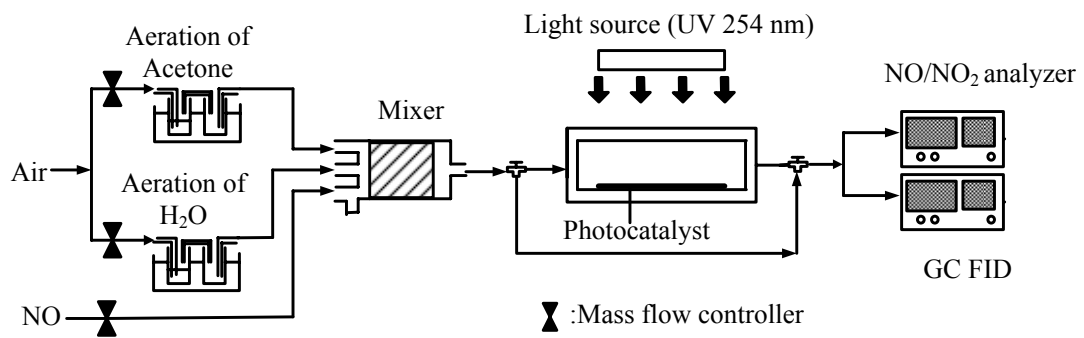 Light source (UV 254 nm)
Aeration of
Acetone
NO/NO₂ analyzer
Mixer
Air
Aeration of
H₂O
Photocatalyst
GC FID
NO
:Mass flow controller